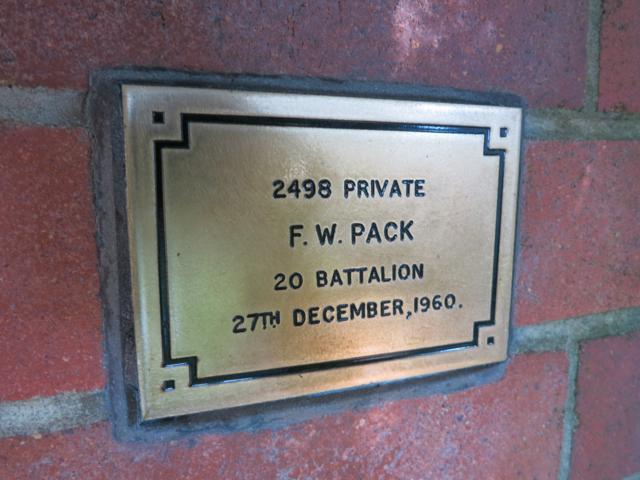 2498 PRIVATE
F. W. PACK
20 BATTALION
27TH DECEMBER, 1960.